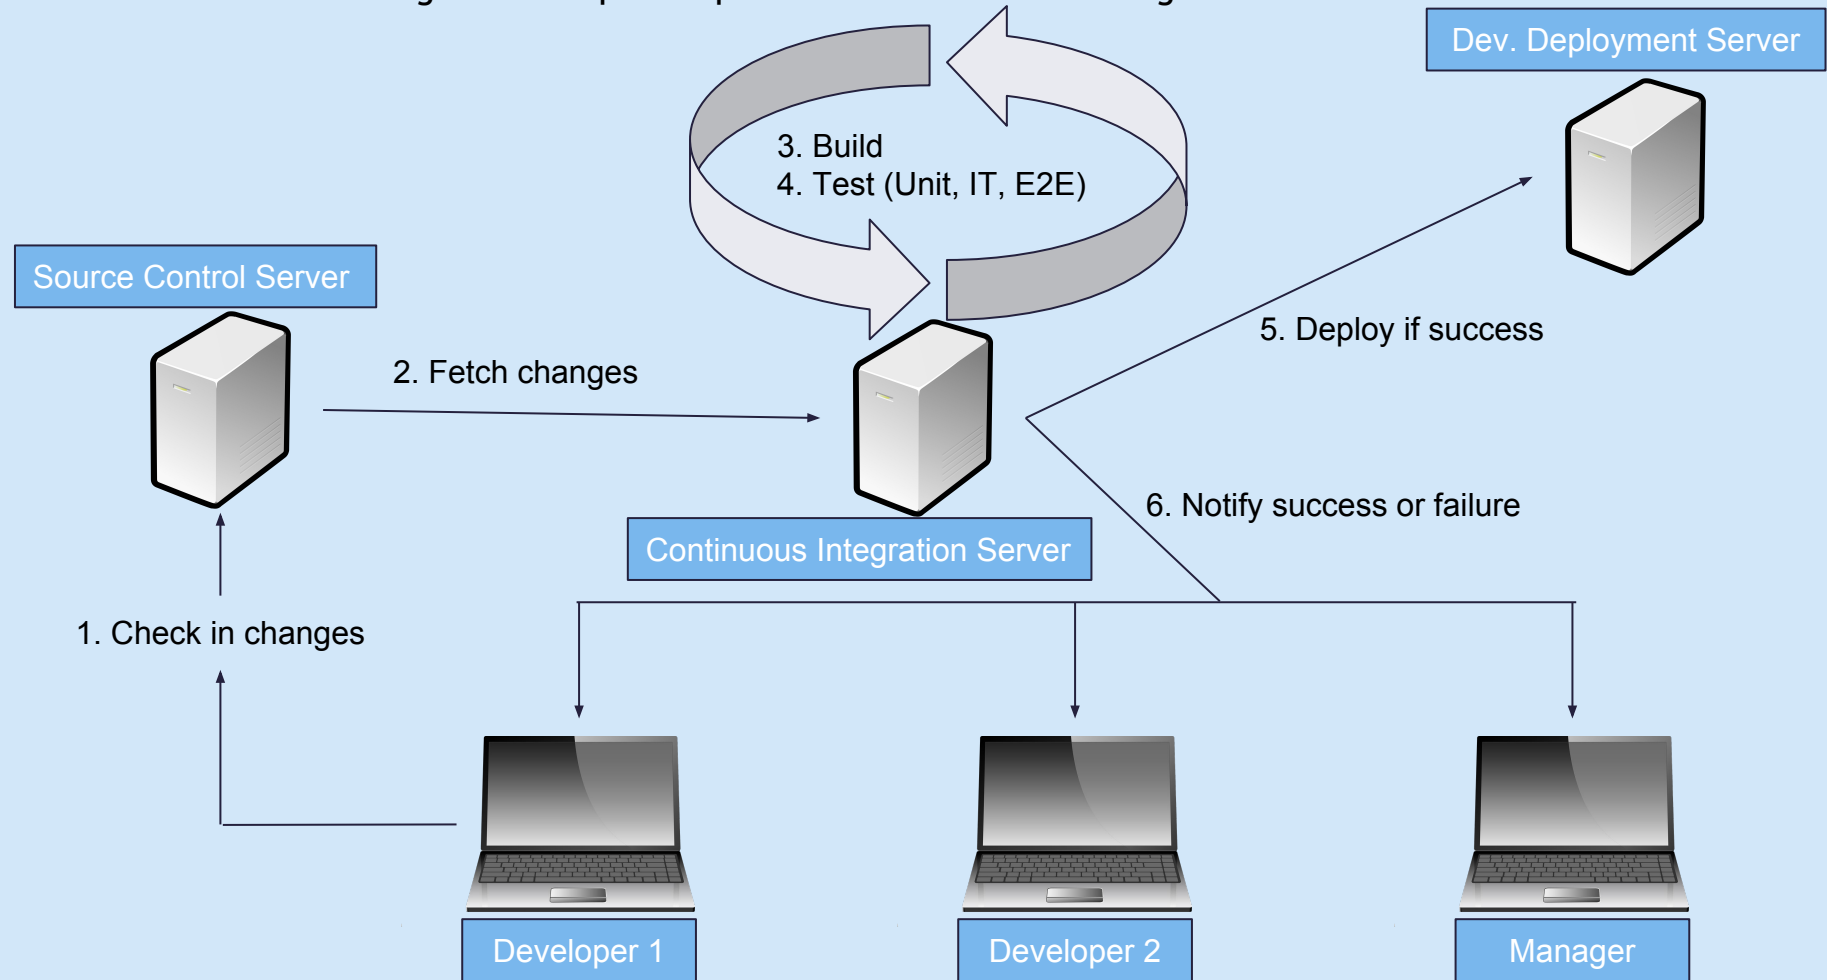 Dev. Deployment Server
3. Build
4. Test (Unit, IT, E2E)
Source Control Server
5. Deploy if success
2. Fetch changes
6. Notify success or failure
Continuous Integration Server
1. Check in changes
Developer 1
Developer 2
Manager